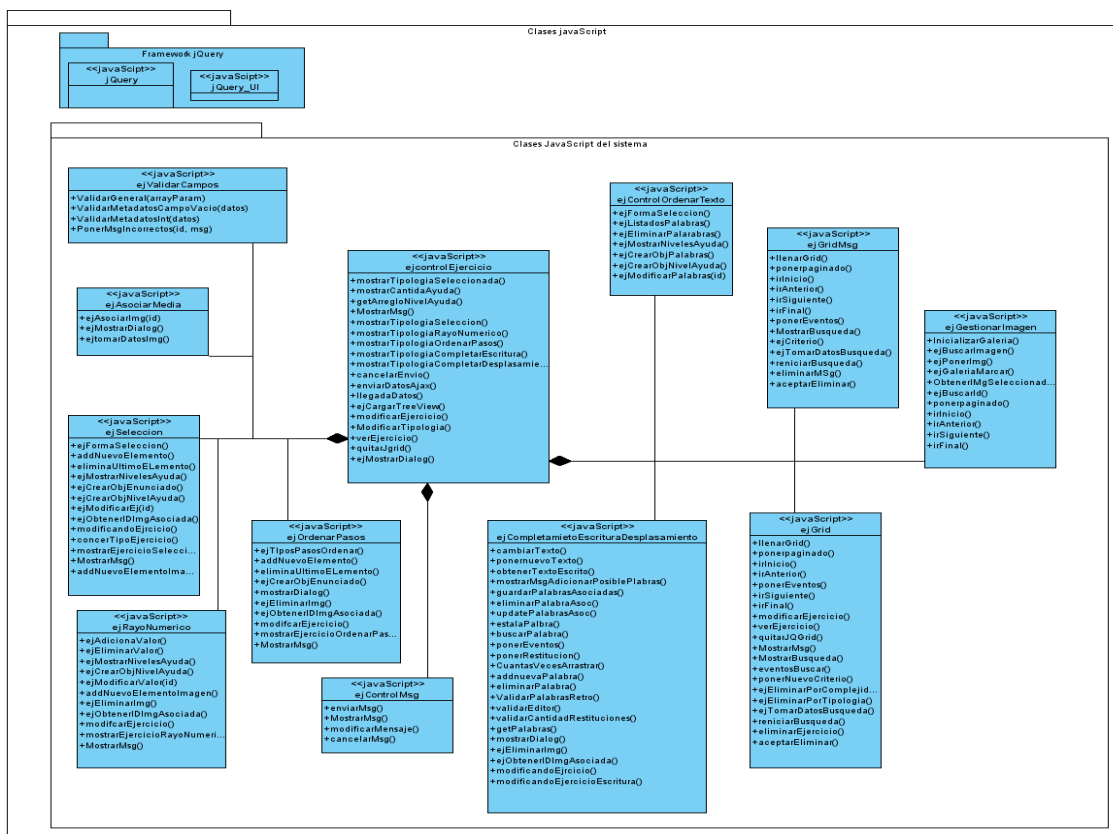 Clases javaScript
Framework jQuery
<<javaScipt>>
jQuery
<<javaScript>>
jQuery_UI
Clases JavaScript del sistema
<<javaScript>>
ejValidarCampos
+ValidarGeneral(arrayParam)
+ValidarMetadatosCampoVacio(datos)
+ValidarMetadatosInt(datos)
+PonerMsgIncorrectos(id, msg)
<<javaScript>>
ejAsociarMedia
+ejAsociarImg(id)
+ejMostrarDialog()
+ejtomarDatosImg()
<<javaScript>>
ejSeleccion
+ejFormaSeleccion()
+addNuevoElemento()
+eliminaUltimoELemento()
+ejMostrarNivelesAyuda()
+ejCrearObjEnunciado()
+ejCrearObjNivelAyuda()
+ejModificarEj(id)
+ejObtenerIDImgAsociada()
+modificandoEjrcicio()
+concerTipoEjercicio()
+mostrarEjercicioSelecci...
+MostrarMsg()
+addNuevoElementoIma...
<<javaScript>>
ejRayoNumerico
+ejAdicionaValor()
+ejEliminarValor()
+ejMostrarNivelesAyuda()
+ejCrearObjNivelAyuda()
+ejModificarValor(id)
+addNuevoElementoImagen()
+ejEliminarImg()
+ejObtenerIDImgAsociada()
+modifcarEjercicio()
+mostrarEjercicioRayoNumeri...
+MostrarMsg()
<<javaScript>>
ejcontrolEjercicio
+mostrarTipologiaSeleccionada()
+mostrarCantidaAyuda()
+getArregloNivelAyuda()
+MostrarMsg()
+mostrarTipologiaSeleccion()
+mostrarTipologiaRayoNumerico()
+mostrarTipologiaOrdenarPasos()
+mostrarTipologiaCompletarEscritura()
+mostrarTipologiaCompletarDesplasamie...
+cancelarEnvio()
+enviarDatosAjax()
+llegadaDatos()
+ejCargarTreeView()
+modificarEjercicio()
+ModificarTipologia()
+verEjercicio()
+quitarJgrid()
+ejMostrarDialog()
<<javaScript>>
ejOrdenarPasos
+ejTIposPasosOrdenar()
+addNuevoElemento()
+eliminaUltimoELemento()
+ejCrearObjEnunciado()
+mostrarDialog()
+ejEliminarImg()
+ejObtenerIDImgAsociada()
+modifcarEjercicio()
+mostrarEjercicioOrdenarPas...
+MostrarMsg()
<<javaScript>>
ejControlMsg
+enviarMsg()
+MostrarMsg()
+modificarMensaje()
+cancelarMsg()
<<javaScript>>
ejControlOrdenarTexto
+ejFormaSeleccion()
+ejListadosPalabras()
+ejEliminarPalarabras()
+ejMostrarNivelesAyuda()
+ejCrearObjPalabras()
+ejCrearObjNivelAyuda()
+ejModificarPalabras(id)
<<javaScript>>
ejCompletamietoEscrituraDesplasamiento
+cambiarTexto()
+ponernuevoTexto()
+obtenerTextoEscrito()
+mostrarMsgAdicionarPosiblePlabras()
+guardarPalabrasAsociadas()
+eliminarPalabraAsoc()
+updatePalabrasAsoc()
+estalaPalbra()
+buscarPalabra()
+ponerEventos()
+ponerRestitucion()
+CuantasVecesArrastrar()
+addnuevaPalabra()
+eliminarPalabra()
+ValidarPalabrasRetro()
+validarEditor()
+validarCantidadRestituciones()
+getPalabras()
+mostrarDialog()
+ejEliminarImg()
+ejObtenerIDImgAsociada()
+modificandoEjrcicio()
+modificandoEjercicioEscritura()
<<javaScript>>
ejGridMsg
+llenarGrid()
+ponerpaginado()
+irInicio()
+irAnterior()
+irSiguiente()
+irFinal()
+ponerEventos()
+MostrarBusqueda()
+ejCriterio()
+ejTomarDatosBusqueda()
+reniciarBusqueda()
+eliminarMSg()
+aceptarEliminar()
<<javaScript>>
ejGrid
+llenarGrid()
+ponerpaginado()
+irInicio()
+irAnterior()
+ponerEventos()
+irSiguiente()
+irFinal()
+modificarEjercicio()
+verEjercicio()
+quitarJQGrid()
+MostrarMsg()
+MostrarBusqueda()
+eventosBuscar()
+ponerNuevoCriterio()
+ejEliminarPorComplejid...
+ejEliminarPorTipologia()
+ejTomarDatosBusqueda()
+reniciarBusqueda()
+eliminarEjercicio()
+aceptarEliminar()
<<javaScript>>
ejGestionarImagen
+InicializarGaleria()
+ejBuscarImagen()
+ejPonerImg()
+ejGaleriaMarcar()
+ObtenerIMgSeleccionad...
+ejBuscarId()
+ponerpaginado()
+irInicio()
+irAnterior()
+irSiguiente()
+irFinal()